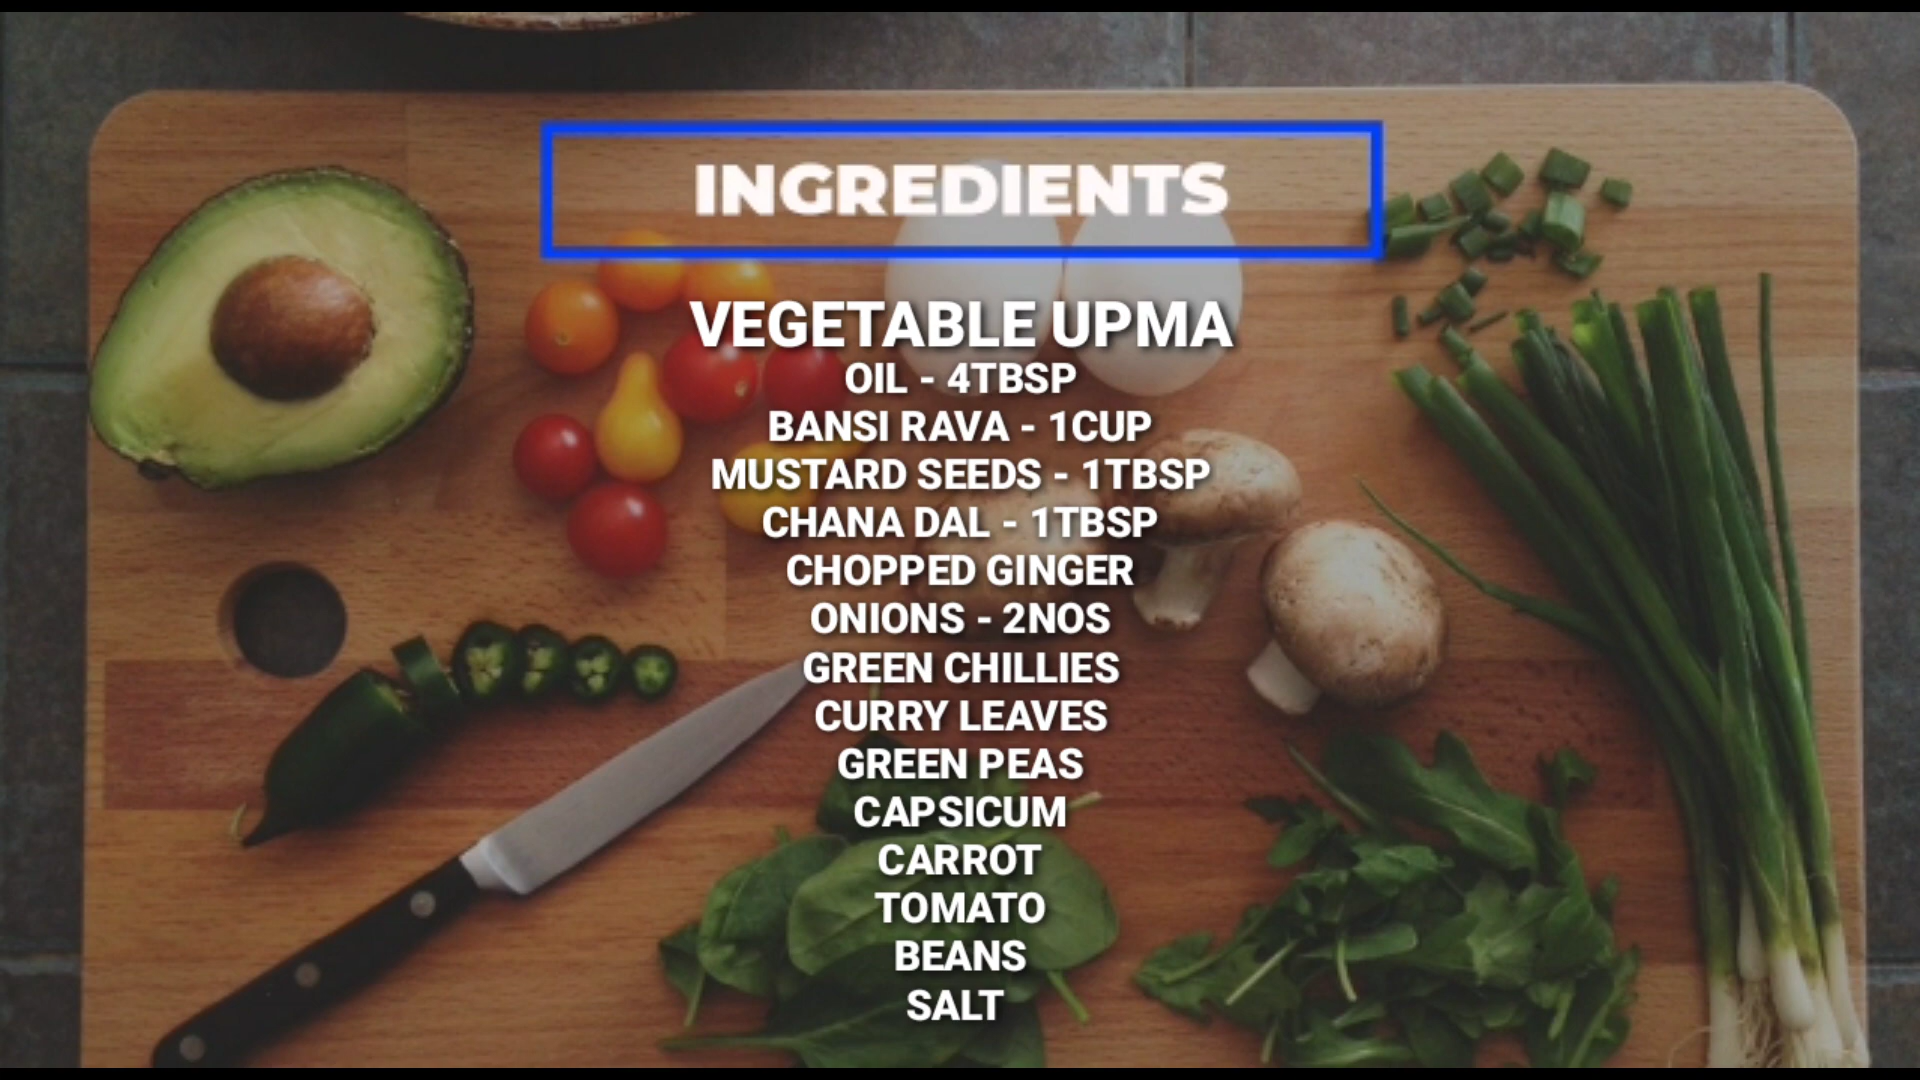 INGREDIENTS
VEGETABLE UPMA
OIL - 4TBSP
BANSI RAVA - 1CUP
MUSTARD SEEDS - 1TBSP
CHANA DAL - 1TBSP
CHOPPED GINGER
ONIONS - 2NOS
GREEN CHILLIES
CURRY LEAVES
GREEN PEAS
CAPSICUM
CARROT
TOMATO
BEANS
SALT